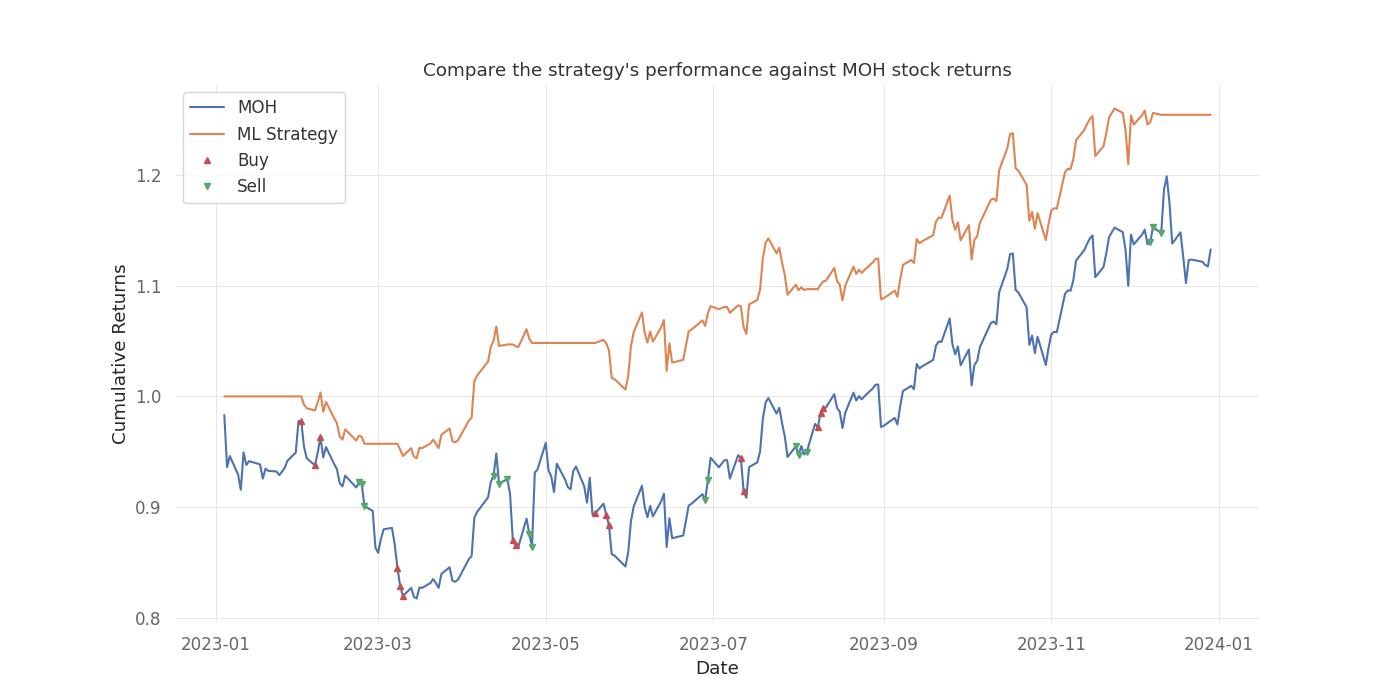 Compare the strategy's performance against MOH stock returns
MOH
ML Strategy
Buy
Sell
Cumulative Returns
1.2
1.1
1.0
0.9
0.8
2023-01
2023-03
2023-05
2023-07
2023-09
2023-11
2024-01
Date